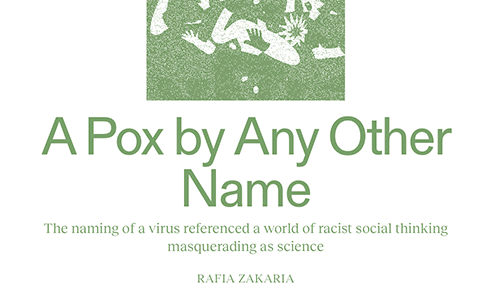 A Pox by Any Other
Name
The naming of a virus referenced a world of racist social thinking
masquerading as science
RAFIA ZAKARIA